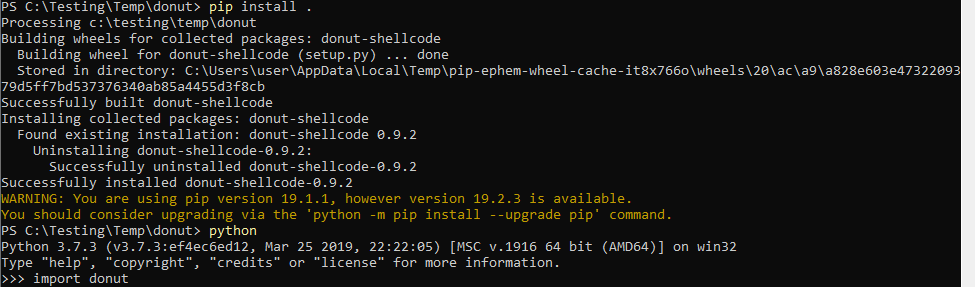 PS C:\Testing\Temp\donut> pip install .
Processing c:\testing\temp\donut
Building wheels for collected packages: donut-shellcode
  Building wheel for donut-shellcode (setup.py) ... done
  Stored in directory: C:\Users\user\AppData\Local\Temp\pip-ephem-wheel-cache-it8x766o\wheels\20\ac\a9\a828e603e47322093
79d5ff7bd537376340ab85a4455d3f8cb
Successfully built donut-shellcode
Installing collected packages: donut-shellcode
  Found existing installation: donut-shellcode 0.9.2
    Uninstalling donut-shellcode-0.9.2:
      Successfully uninstalled donut-shellcode-0.9.2
Successfully installed donut-shellcode-0.9.2
WARNING: You are using pip version 19.1.1, however version 19.2.3 is available.
You should consider upgrading via the 'python -m pip install --upgrade pip' command.
PS C:\Testing\Temp\donut> python
Python 3.7.3 (v3.7.3:ef4ec6ed12, Mar 25 2019, 22:22:05) [MSC v.1916 64 bit (AMD64)] on win32
Type "help", "copyright", "credits" or "license" for more information.
>>> import donut